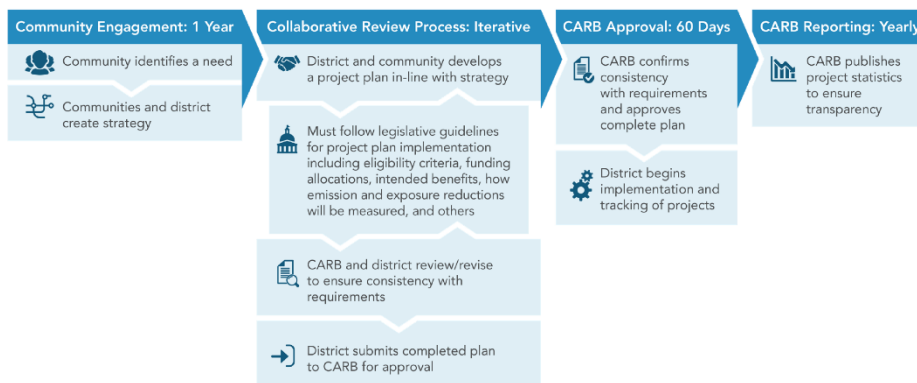 Community Engagement: 1 Year
Community identifies a need
Communities and district
create strategy
Collaborative Review Process: Iterative
District and community develops
a project plan in-line with strategy
Must follow legislative guidelines
for project plan implementation
including eligibility criteria, funding
allocations, intended benefits, how
emission and exposure reductions
will be measured, and others
CARB and district review/revise
to ensure consistency with
requirements
District submits completed plan
to CARB for approval
CARB Approval: 60 Days
CARB confirms
consistency
with requirements
and approves
complete plan
District begins
implementation and
tracking of projects
CARB Reporting: Yearly
CARB publishes
project statistics
to ensure
transparency